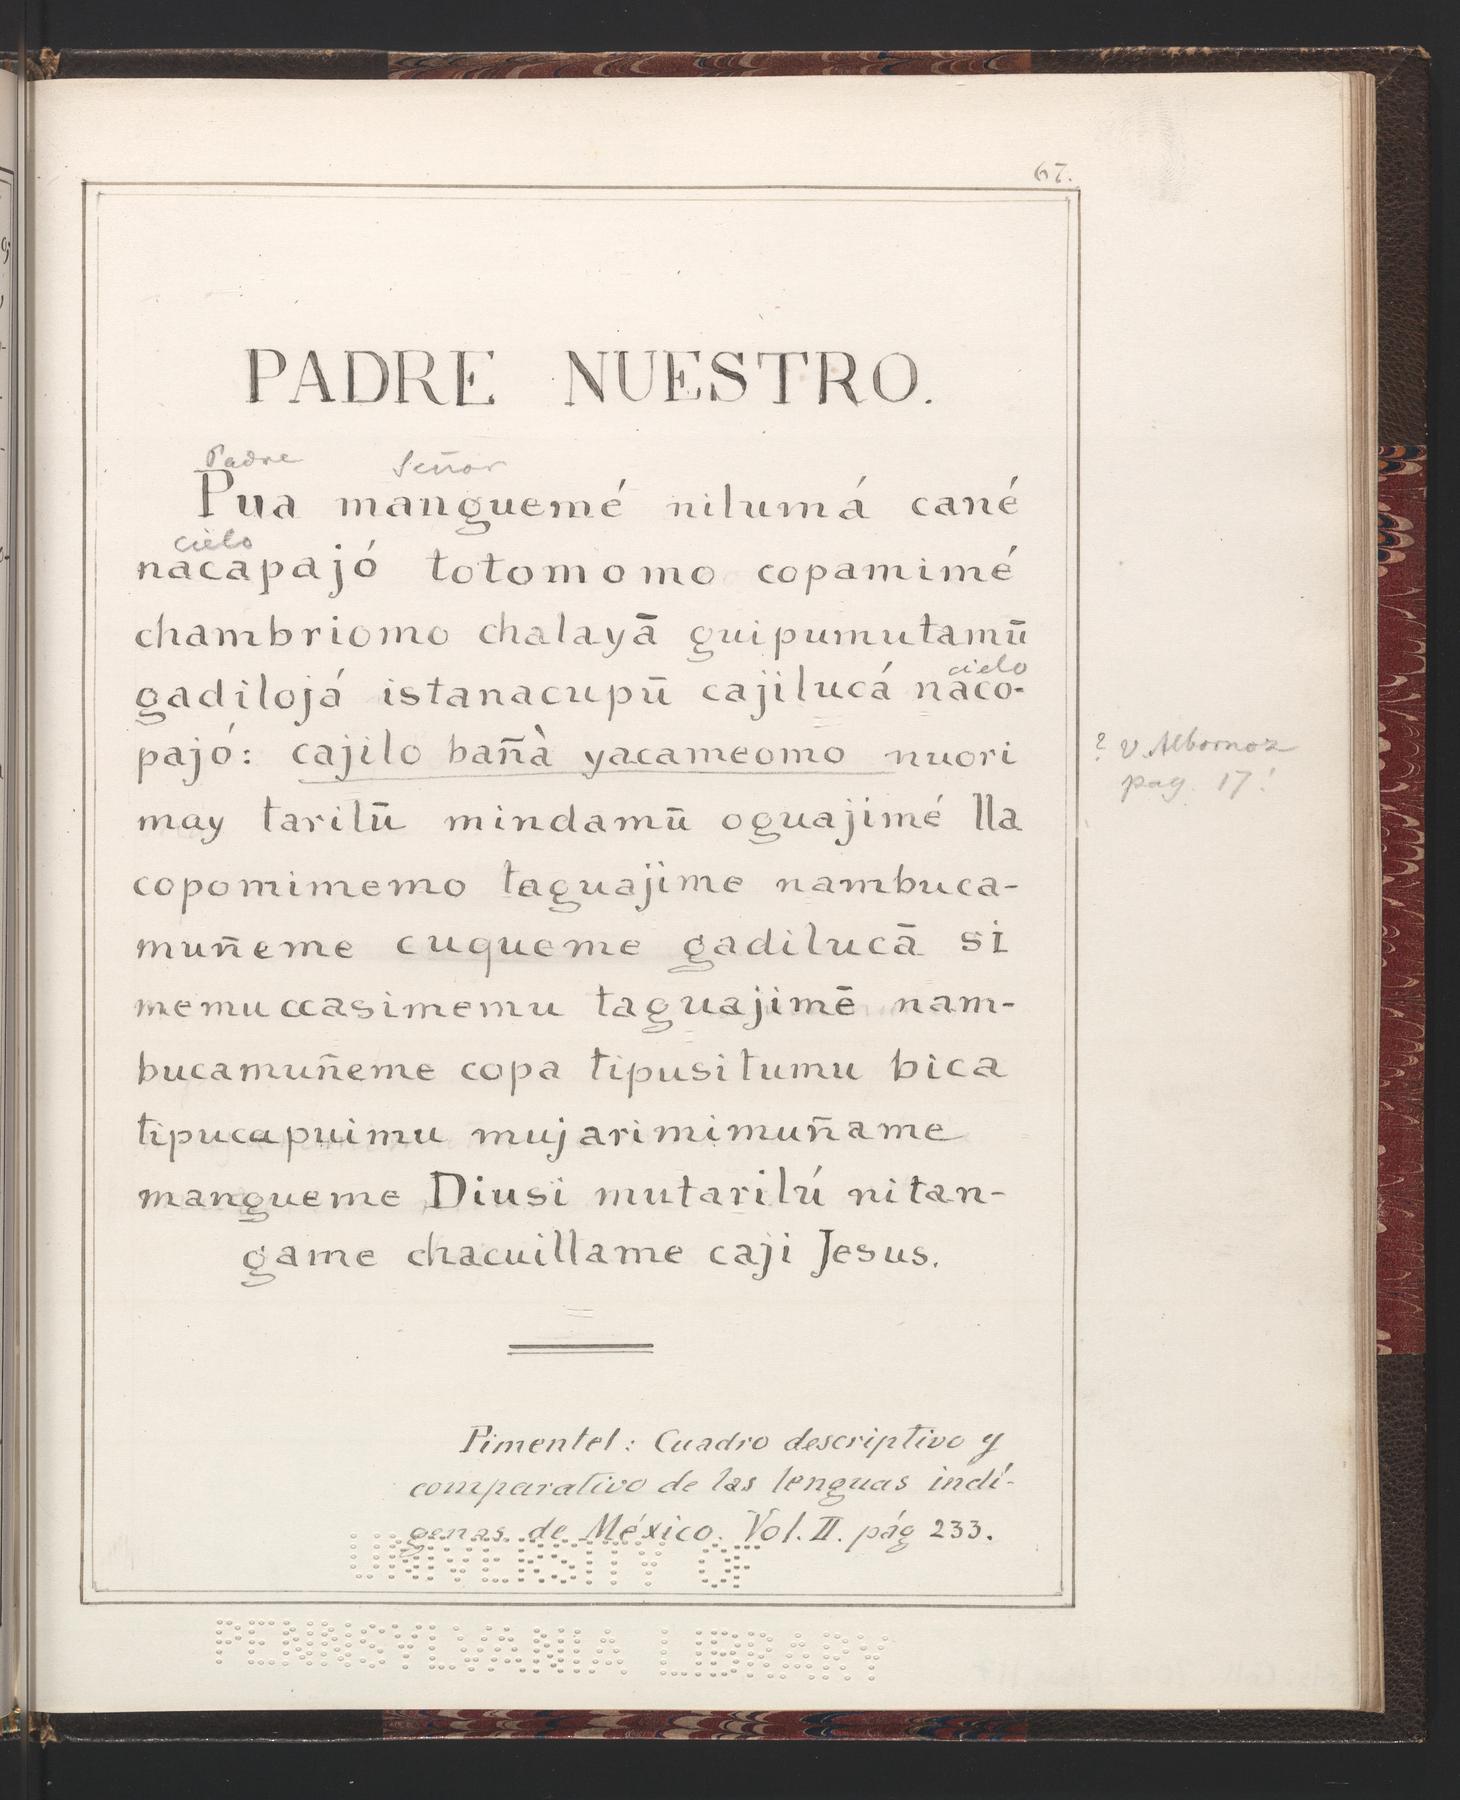 67.
PADRE NUESTRO.
Padre Señor
Pua manguemé nilumá cané
cielo
nacapajó totomomo copamimé
chambriomo chalayā guipumutamū
cielo
gadilojá istanacupū cajilucá naco-
pajó: cajilo bañà yacameomo nuori
? v. Albornoz
pag. 17!
may tarilū mindamū oguajimé lla
copomimemo taguajime nambuca-
muñeme cuqueme gadilucā si
memuccasimemu taguajimē nam-
bucamuñeme copa tipusitumu bica
tipucapuimu mujarimimuñame
mangueme Diusi mutarilú nitan-
game chacuillame caji Jesus.
Pimentel: Cuadro descriptivo y
comparativo de las lenguas indí-
genas de México. Vol. II. pág 233.
UNIVERSITY OF
PENNSYLVANIA LIBRARY